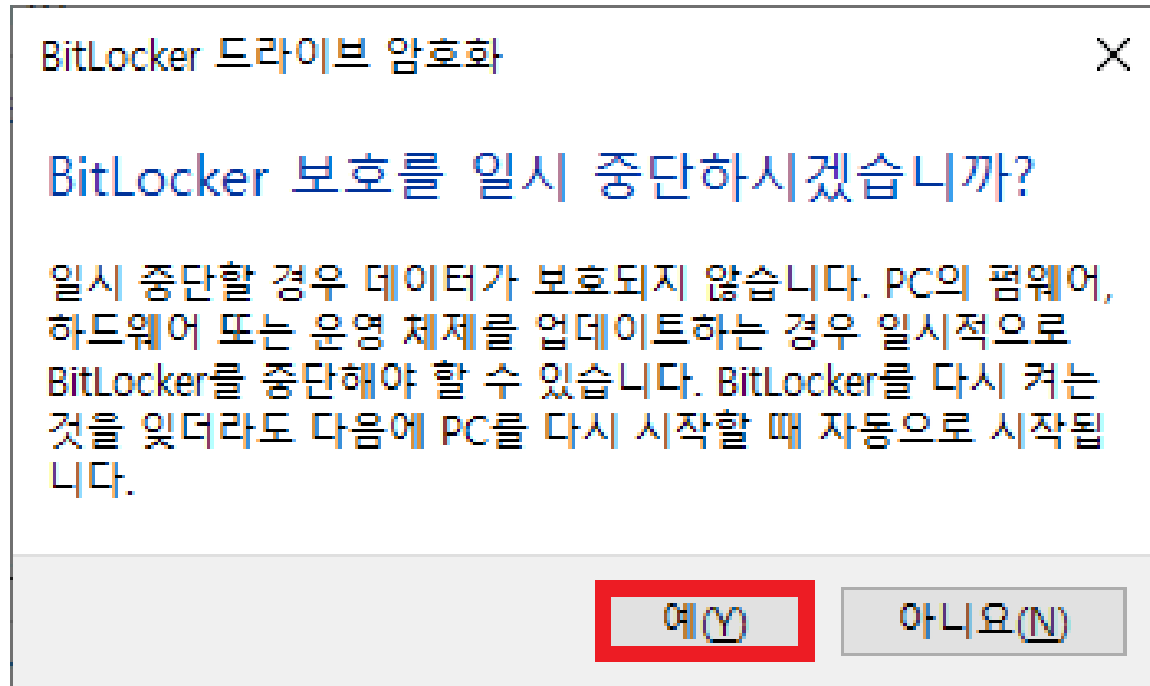 BitLocker 드라이브 암호화
BitLocker 보호를 일시 중단하시겠습니까?
일시 중단할 경우 데이터가 보호되지 않습니다. PC의 펌웨어,
하드웨어 또는 운영 체제를 업데이트하는 경우 일시적으로
BitLocker를 중단해야 할 수 있습니다. BitLocker를 다시 켜는
것을 잊더라도 다음에 PC를 다시 시작할 때 자동으로 시작됩
니다.
예(Y) 아니요(N)